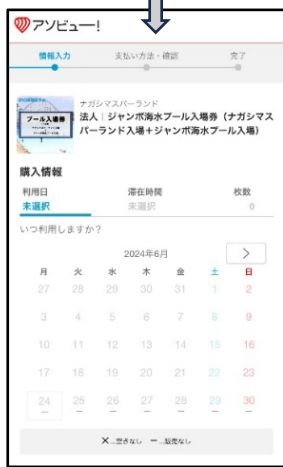 アソビュー!
情報入力 支払い方法・確認 完了
プール入場券
ナガシマスパーランド
法人｜ジャンボ海水プール入場券（ナガシマス
パーランド入場＋ジャンボ海水プール入場）
購入情報
利用日 滞在時間 枚数
未選択 未選択 0
いつ利用しますか？
2024年6月 >
月 火 水 木 金 土 日
27 28 29 30 31 1 2
3 4 5 6 7 8 9
10 11 12 13 14 15 16
17 18 19 20 21 22 23
24 25 26 27 28 29 30
ー ー ー ー ー ー ー
×...空きなし ー...販売なし